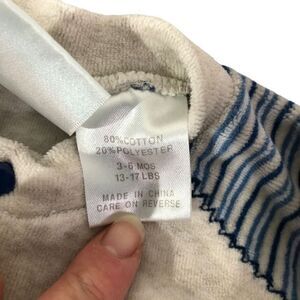 80% COTTON
20% POLYESTER
3-6 MOS
13-17 LBS
MADE IN CHINA
CARE ON REVERSE